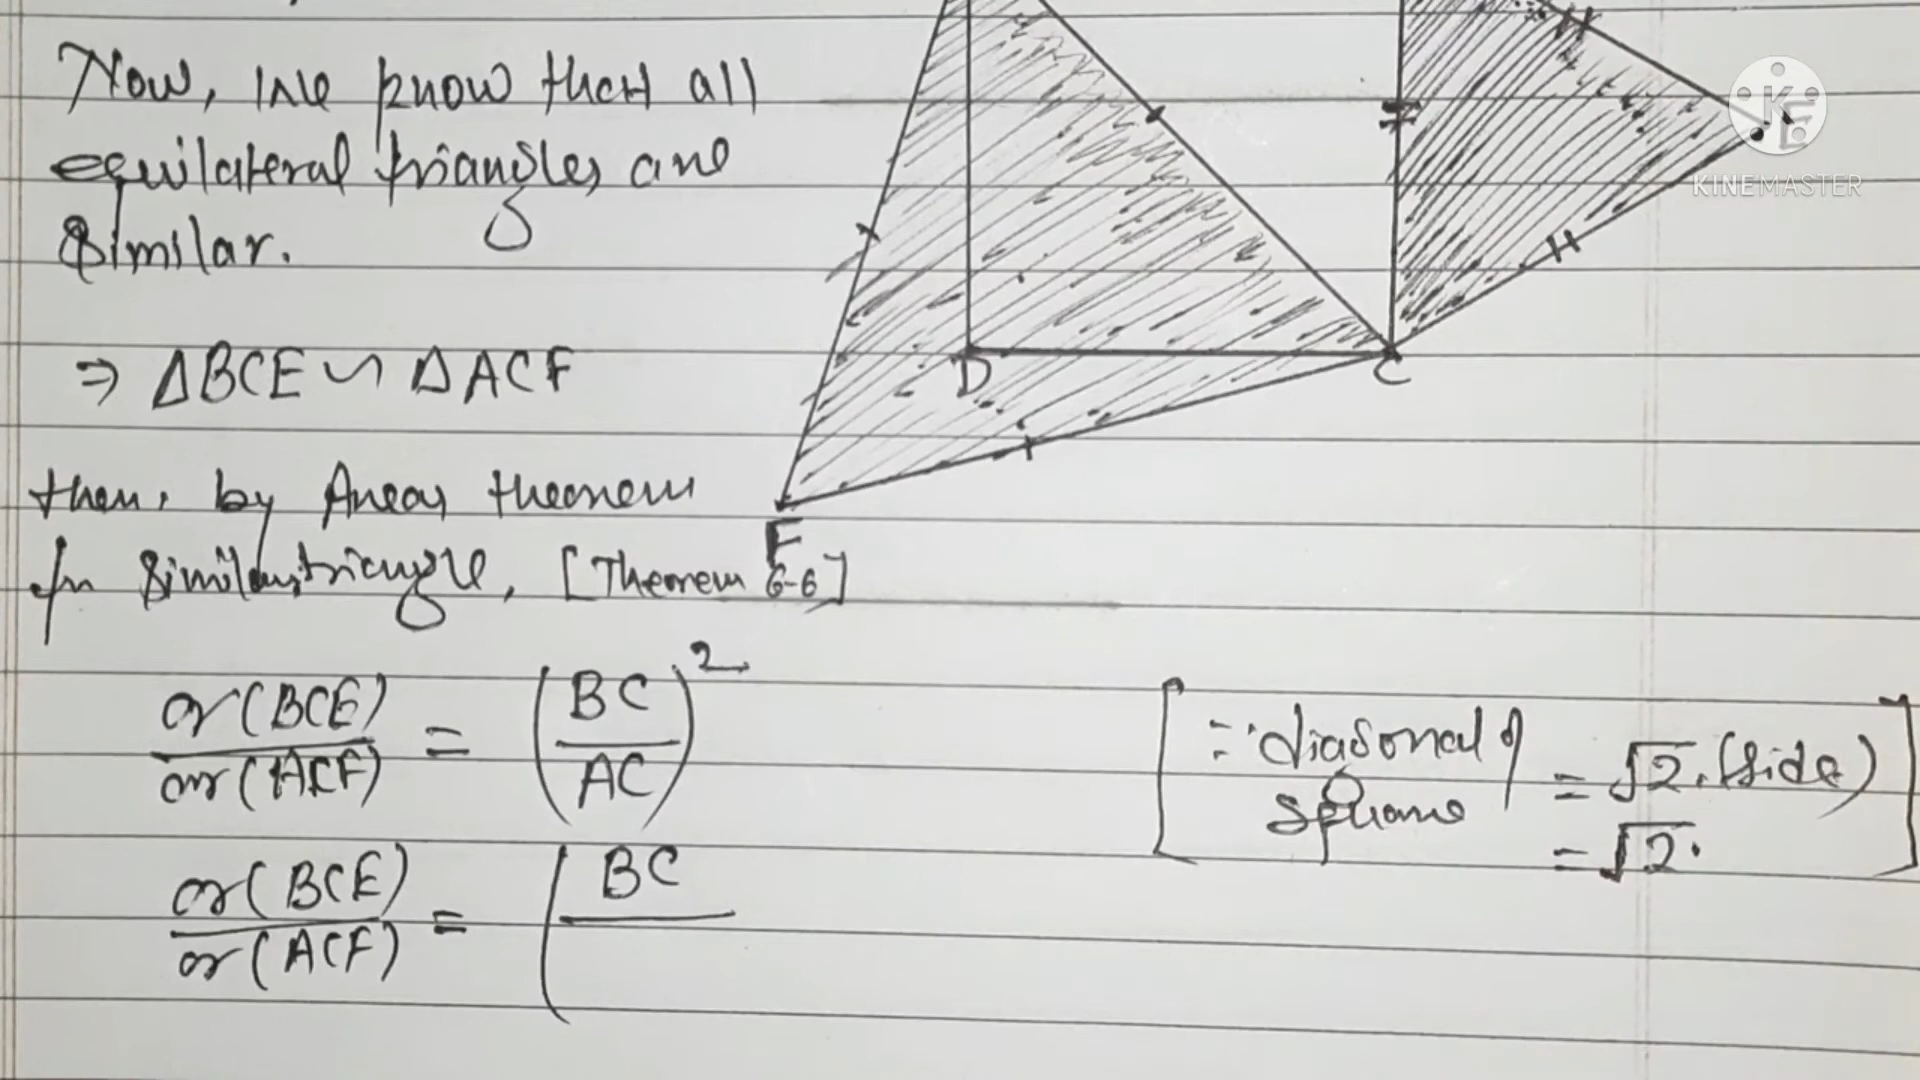 Now, we know that all
equilateral triangles are
Similar.
⇒ ΔBCE ∽ ΔACF
then, by Areas theorem
for Similar triangle, [Theorem 6-6]
ar(BCE)/ar(ACF) = (BC/AC)²
ar(BCE)/ar(ACF) = (BC/
[∵ diagonal of square = √2.(side)
= √2. ]
D
C
F
E
K
KINEMASTER